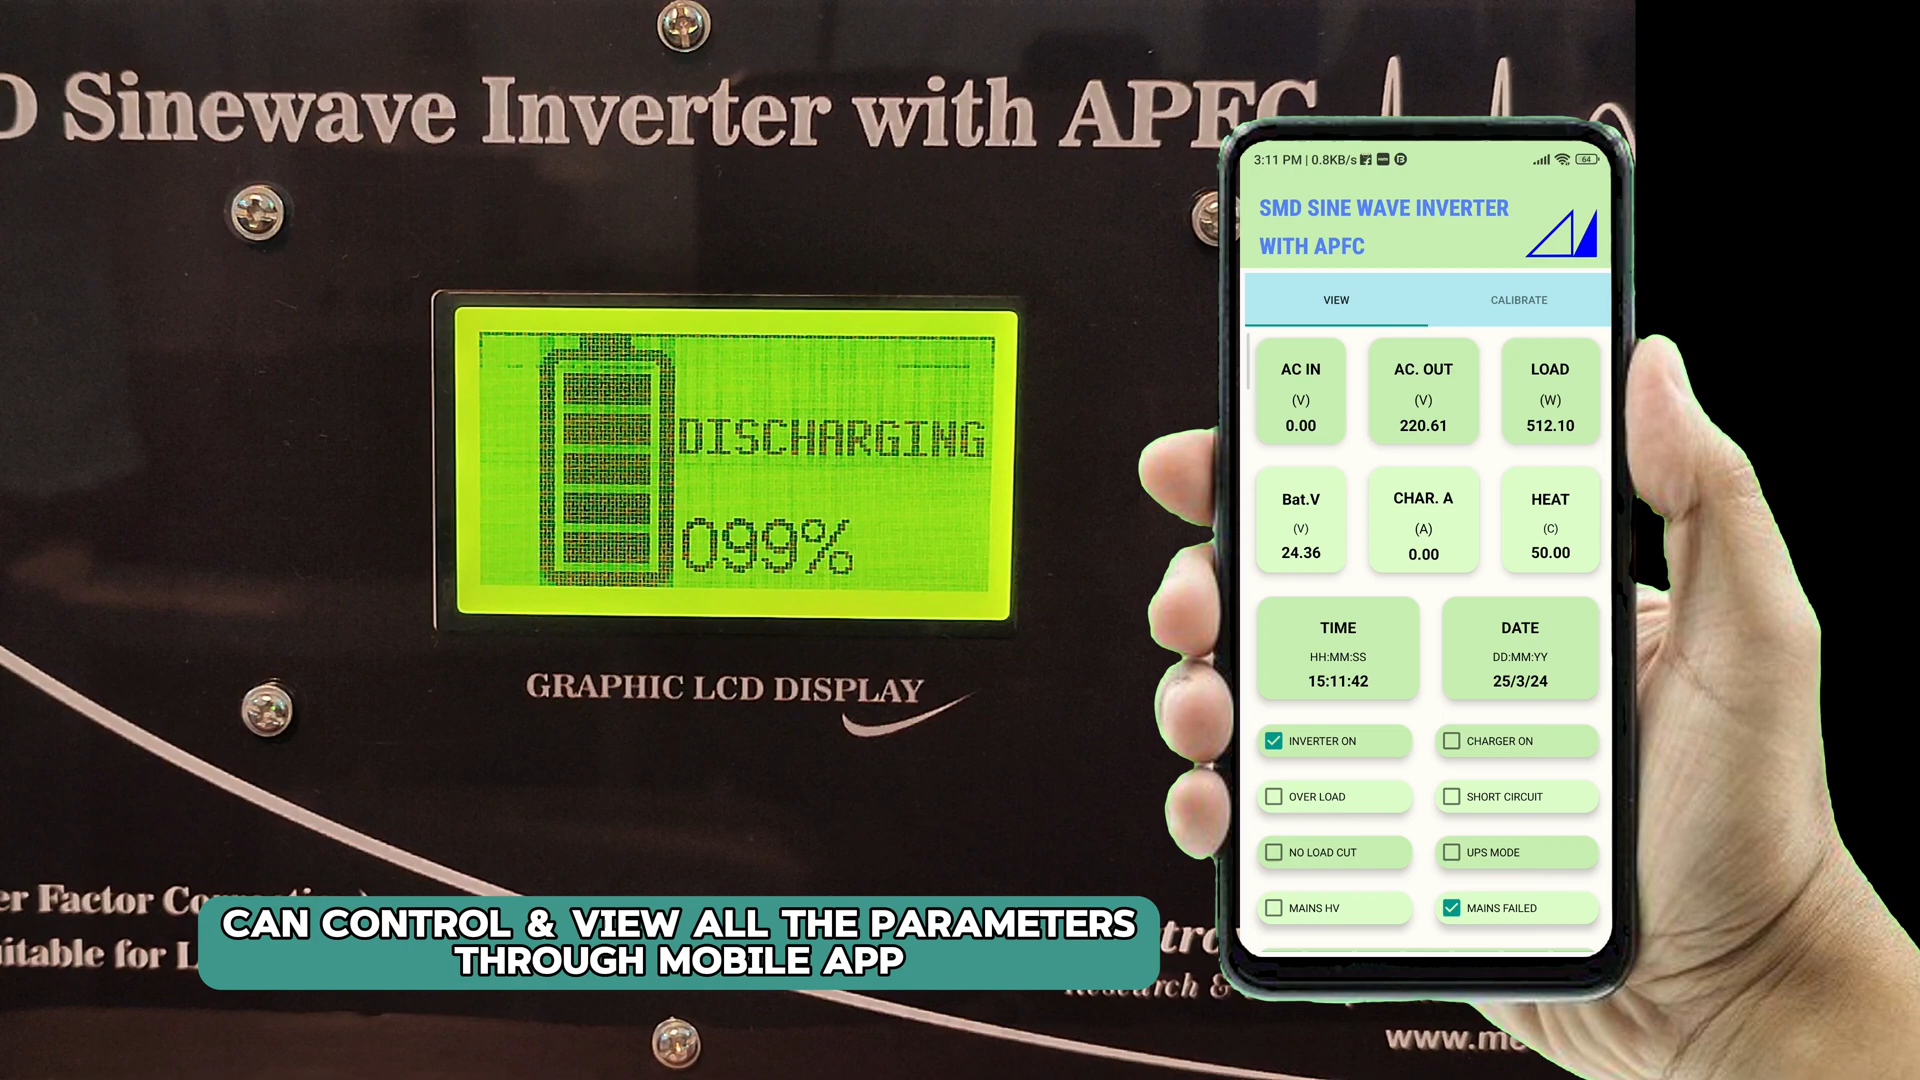 D Sinewave Inverter with APFC
DISCHARGING
099%
GRAPHIC LCD DISPLAY
3:11 PM | 0.8KB/s
64
SMD SINE WAVE INVERTER
WITH APFC
VIEW
CALIBRATE
AC IN
(V)
0.00
AC. OUT
(V)
220.61
LOAD
(W)
512.10
Bat.V
(V)
24.36
CHAR. A
(A)
0.00
HEAT
(C)
50.00
TIME
HH:MM:SS
15:11:42
DATE
DD:MM:YY
25/3/24
INVERTER ON
CHARGER ON
OVER LOAD
SHORT CIRCUIT
NO LOAD CUT
UPS MODE
MAINS HV
MAINS FAILED
er Factor
itable for
CAN CONTROL & VIEW ALL THE PARAMETERS
THROUGH MOBILE APP
Research &
www.m